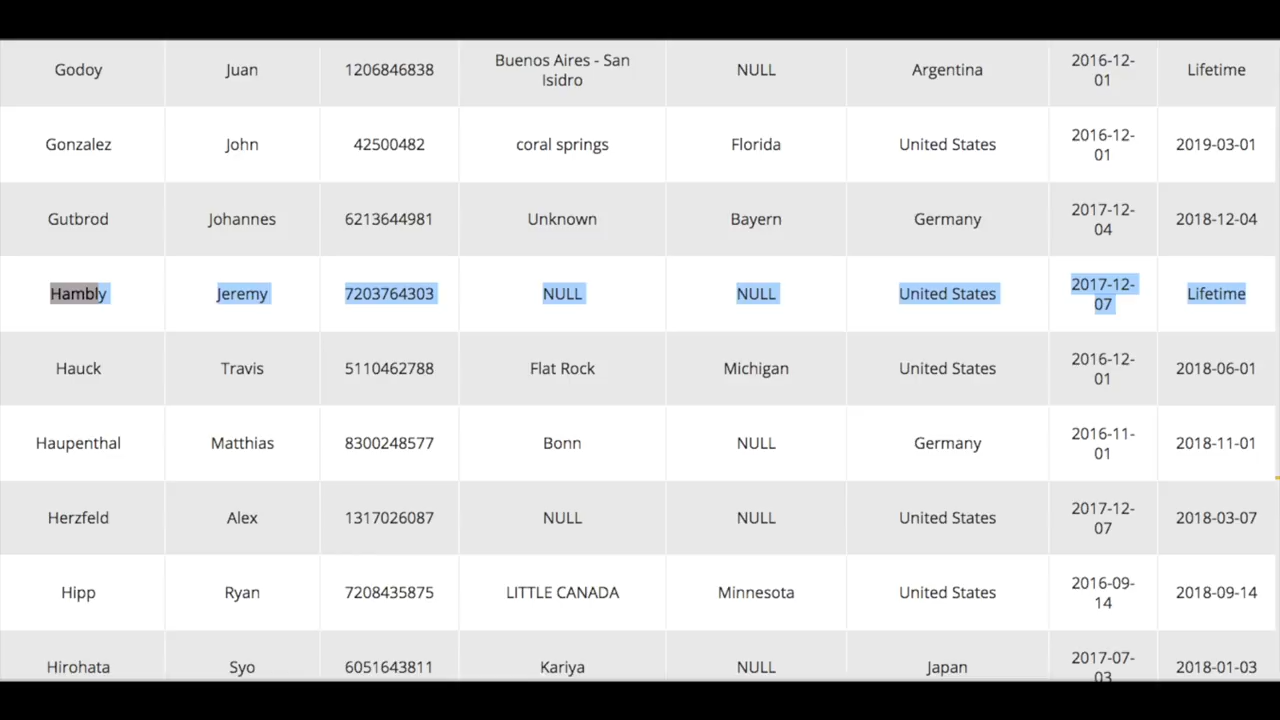 Godoy Juan 1206846838 Buenos Aires - San Isidro NULL Argentina 2016-12-01 Lifetime
Gonzalez John 42500482 coral springs Florida United States 2016-12-01 2019-03-01
Gutbrod Johannes 6213644981 Unknown Bayern Germany 2017-12-04 2018-12-04
Hambly Jeremy 7203764303 NULL NULL United States 2017-12-07 Lifetime
Hauck Travis 5110462788 Flat Rock Michigan United States 2016-12-01 2018-06-01
Haupenthal Matthias 8300248577 Bonn NULL Germany 2016-11-01 2018-11-01
Herzfeld Alex 1317026087 NULL NULL United States 2017-12-07 2018-03-07
Hipp Ryan 7208435875 LITTLE CANADA Minnesota United States 2016-09-14 2018-09-14
Hirohata Syo 6051643811 Kariya NULL Japan 2017-07-03 2018-01-03